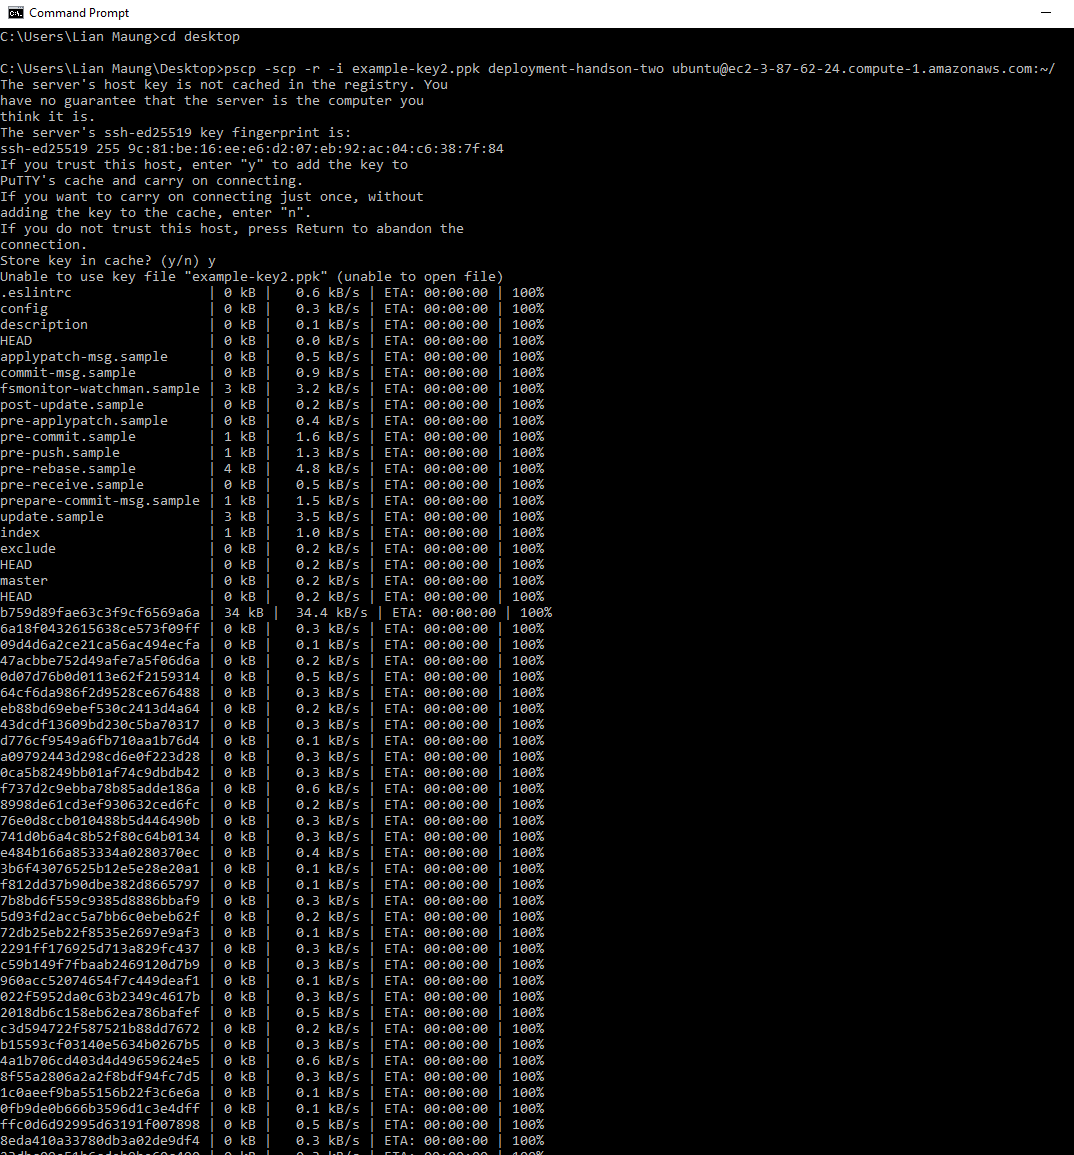 Command Prompt
C:\Users\Lian Maung>cd desktop
C:\Users\Lian Maung\Desktop>pscp -scp -r -i example-key2.ppk deployment-handson-two ubuntu@ec2-3-87-62-24.compute-1.amazonaws.com:~/
The server's host key is not cached in the registry. You
have no guarantee that the server is the computer you
think it is.
The server's ssh-ed25519 key fingerprint is:
ssh-ed25519 255 9c:81:be:16:ee:e6:d2:07:eb:92:ac:04:c6:38:7f:84
If you trust this host, enter "y" to add the key to
PuTTY's cache and carry on connecting.
If you want to carry on connecting just once, without
adding the key to the cache, enter "n".
If you do not trust this host, press Return to abandon the
connection.
Store key in cache? (y/n) y
Unable to use key file "example-key2.ppk" (unable to open file)
.eslintrc | 0 kB | 0.6 kB/s | ETA: 00:00:00 | 100%
config | 0 kB | 0.3 kB/s | ETA: 00:00:00 | 100%
description | 0 kB | 0.1 kB/s | ETA: 00:00:00 | 100%
HEAD | 0 kB | 0.0 kB/s | ETA: 00:00:00 | 100%
applypatch-msg.sample | 0 kB | 0.5 kB/s | ETA: 00:00:00 | 100%
commit-msg.sample | 0 kB | 0.9 kB/s | ETA: 00:00:00 | 100%
fsmonitor-watchman.sample | 3 kB | 3.2 kB/s | ETA: 00:00:00 | 100%
post-update.sample | 0 kB | 0.2 kB/s | ETA: 00:00:00 | 100%
pre-applypatch.sample | 0 kB | 0.4 kB/s | ETA: 00:00:00 | 100%
pre-commit.sample | 1 kB | 1.6 kB/s | ETA: 00:00:00 | 100%
pre-push.sample | 1 kB | 1.3 kB/s | ETA: 00:00:00 | 100%
pre-rebase.sample | 4 kB | 4.8 kB/s | ETA: 00:00:00 | 100%
pre-receive.sample | 0 kB | 0.5 kB/s | ETA: 00:00:00 | 100%
prepare-commit-msg.sample | 1 kB | 1.5 kB/s | ETA: 00:00:00 | 100%
update.sample | 3 kB | 3.5 kB/s | ETA: 00:00:00 | 100%
index | 1 kB | 1.0 kB/s | ETA: 00:00:00 | 100%
exclude | 0 kB | 0.2 kB/s | ETA: 00:00:00 | 100%
HEAD | 0 kB | 0.2 kB/s | ETA: 00:00:00 | 100%
master | 0 kB | 0.2 kB/s | ETA: 00:00:00 | 100%
HEAD | 0 kB | 0.2 kB/s | ETA: 00:00:00 | 100%
b759d89fae63c3f9cf6569a6a | 34 kB | 34.4 kB/s | ETA: 00:00:00 | 100%
6a18f0432615638ce573f09ff | 0 kB | 0.3 kB/s | ETA: 00:00:00 | 100%
09d4d6a2ce21ca56ac494ecfa | 0 kB | 0.1 kB/s | ETA: 00:00:00 | 100%
47acbbe752d49afe7a5f06d6a | 0 kB | 0.2 kB/s | ETA: 00:00:00 | 100%
0d07d76b0d0113e62f2159314 | 0 kB | 0.5 kB/s | ETA: 00:00:00 | 100%
64cf6da986f2d9528ce676488 | 0 kB | 0.3 kB/s | ETA: 00:00:00 | 100%
eb88bd69ebef530c2413d4a64 | 0 kB | 0.2 kB/s | ETA: 00:00:00 | 100%
43dcdf13609bd230c5ba70317 | 0 kB | 0.3 kB/s | ETA: 00:00:00 | 100%
d776cf9549a6fb710aa1b76d4 | 0 kB | 0.1 kB/s | ETA: 00:00:00 | 100%
a09792443d298cd6e0f223d28 | 0 kB | 0.3 kB/s | ETA: 00:00:00 | 100%
0ca5b8249bb01af74c9dbdb42 | 0 kB | 0.3 kB/s | ETA: 00:00:00 | 100%
f737d2c9ebba78b85adde186a | 0 kB | 0.6 kB/s | ETA: 00:00:00 | 100%
8998de61cd3ef930632ced6fc | 0 kB | 0.2 kB/s | ETA: 00:00:00 | 100%
76e0d8ccb010488b5d446490b | 0 kB | 0.3 kB/s | ETA: 00:00:00 | 100%
741d0b6a4c8b52f80c64b0134 | 0 kB | 0.3 kB/s | ETA: 00:00:00 | 100%
e484b166a853334a0280370ec | 0 kB | 0.4 kB/s | ETA: 00:00:00 | 100%
3b6f43076525b12e5e28e20a1 | 0 kB | 0.1 kB/s | ETA: 00:00:00 | 100%
f812dd37b90dbe382d8665797 | 0 kB | 0.1 kB/s | ETA: 00:00:00 | 100%
7b8bd6f559c9385d8886bbaf9 | 0 kB | 0.3 kB/s | ETA: 00:00:00 | 100%
5d93fd2acc5a7bb6c0ebeb62f | 0 kB | 0.2 kB/s | ETA: 00:00:00 | 100%
72db25eb22f8535e2697e9af3 | 0 kB | 0.1 kB/s | ETA: 00:00:00 | 100%
2291ff176925d713a829fc437 | 0 kB | 0.3 kB/s | ETA: 00:00:00 | 100%
c59b149f7fbaab2469120d7b9 | 0 kB | 0.3 kB/s | ETA: 00:00:00 | 100%
960acc52074654f7c449deaf1 | 0 kB | 0.1 kB/s | ETA: 00:00:00 | 100%
022f5952da0c63b2349c4617b | 0 kB | 0.3 kB/s | ETA: 00:00:00 | 100%
2018db6c158eb62ea786bafef | 0 kB | 0.5 kB/s | ETA: 00:00:00 | 100%
c3d594722f587521b88dd7672 | 0 kB | 0.2 kB/s | ETA: 00:00:00 | 100%
b15593cf03140e5634b0267b5 | 0 kB | 0.3 kB/s | ETA: 00:00:00 | 100%
4a1b706cd403d4d49659624e5 | 0 kB | 0.6 kB/s | ETA: 00:00:00 | 100%
8f55a2806a2a2f8bdf94fc7d5 | 0 kB | 0.3 kB/s | ETA: 00:00:00 | 100%
1c0aeef9ba55156b22f3c6e6a | 0 kB | 0.1 kB/s | ETA: 00:00:00 | 100%
0fb9de0b666b3596d1c3e4dff | 0 kB | 0.1 kB/s | ETA: 00:00:00 | 100%
ffc0d6d92995d63191f007898 | 0 kB | 0.5 kB/s | ETA: 00:00:00 | 100%
8eda410a33780db3a02de9df4 | 0 kB | 0.3 kB/s | ETA: 00:00:00 | 100%